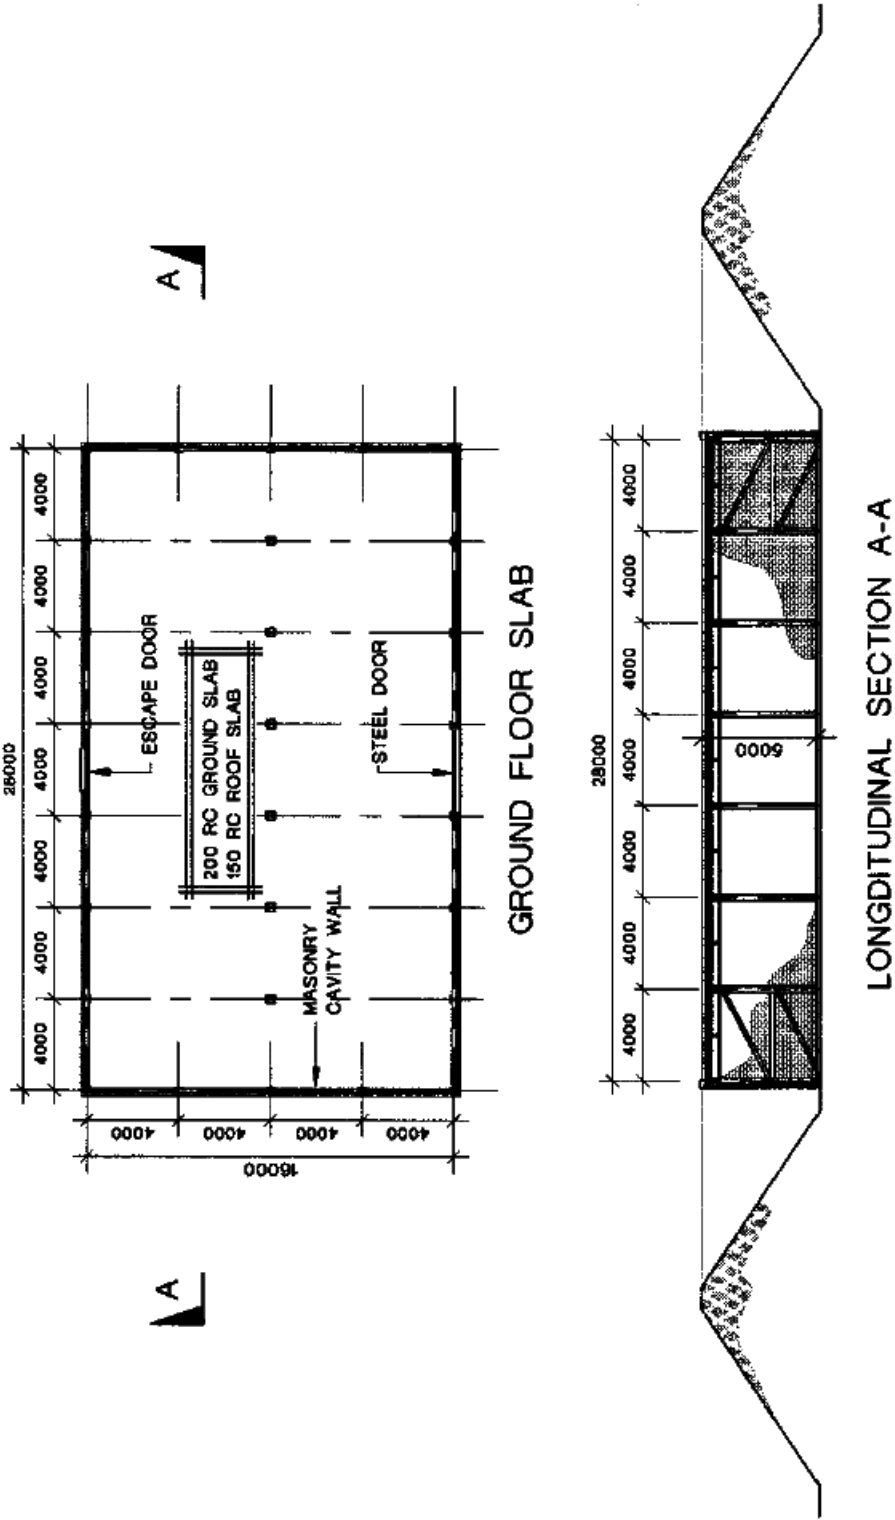 28000
4000 4000 4000 4000 4000 4000 4000
A A
ESCAPE DOOR
4000
4000
4000
4000
16000
200 RC GROUND SLAB
150 RC ROOF SLAB
MASONRY
CAVITY WALL
STEEL DOOR
GROUND FLOOR SLAB
28000
4000 4000 4000 4000 4000 4000 4000
5000
LONGDITUDINAL SECTION A-A